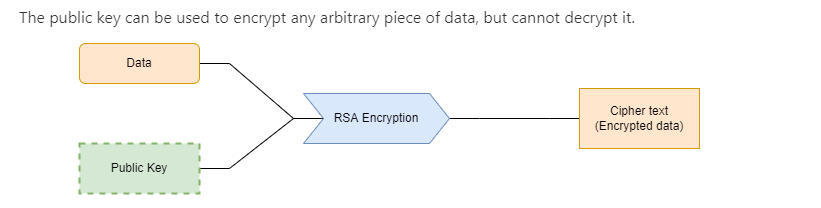 The public key can be used to encrypt any arbitrary piece of data, but cannot decrypt it.
Data
RSA Encryption
Cipher text
(Encrypted data)
Public Key